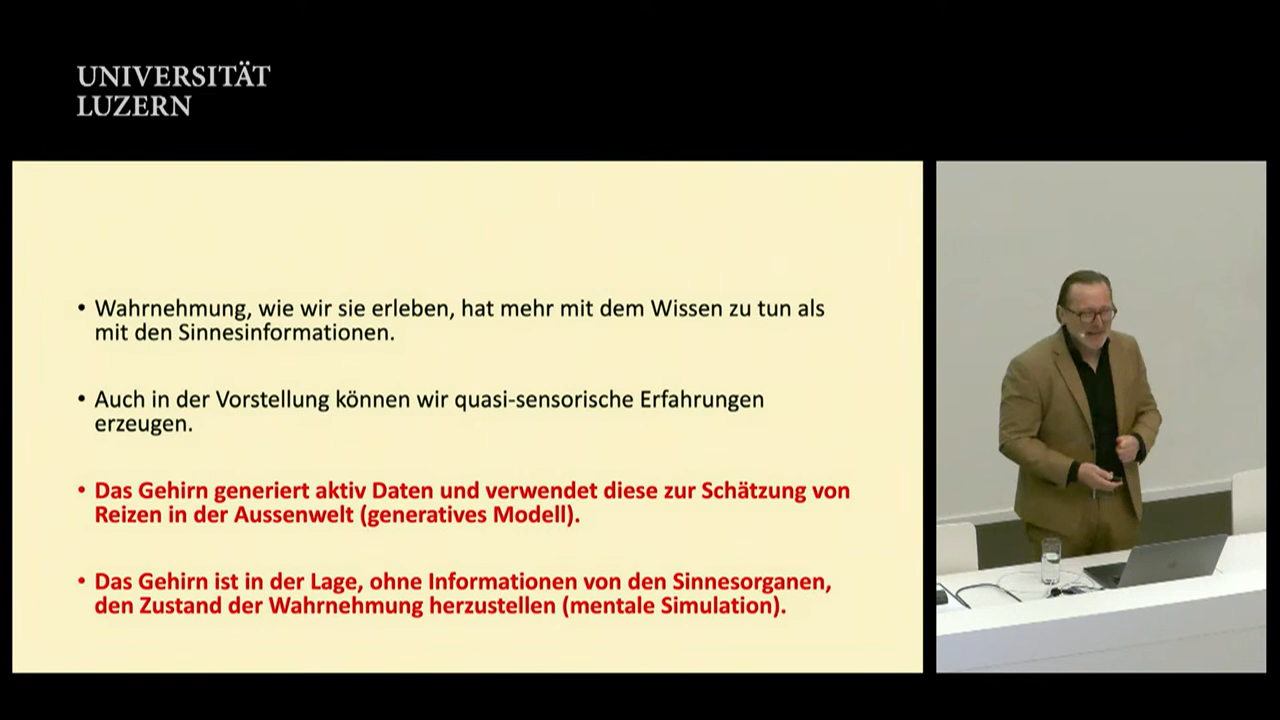 UNIVERSITÄT
LUZERN
• Wahrnehmung, wie wir sie erleben, hat mehr mit dem Wissen zu tun als
mit den Sinnesinformationen.
• Auch in der Vorstellung können wir quasi-sensorische Erfahrungen
erzeugen.
• Das Gehirn generiert aktiv Daten und verwendet diese zur Schätzung von
Reizen in der Aussenwelt (generatives Modell).
• Das Gehirn ist in der Lage, ohne Informationen von den Sinnesorganen,
den Zustand der Wahrnehmung herzustellen (mentale Simulation).